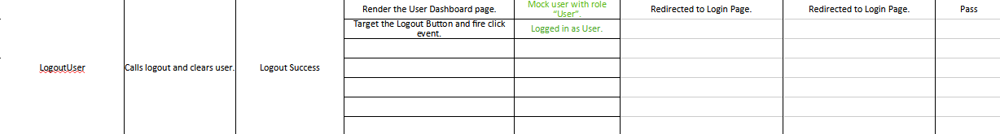 Render the User Dashboard page.
Mock user with role
“User”.
Redirected to Login Page.
Redirected to Login Page.
Pass
Target the Logout Button and fire click
event.
Logged in as User.
LogoutUser
Calls logout and clears user.
Logout Success